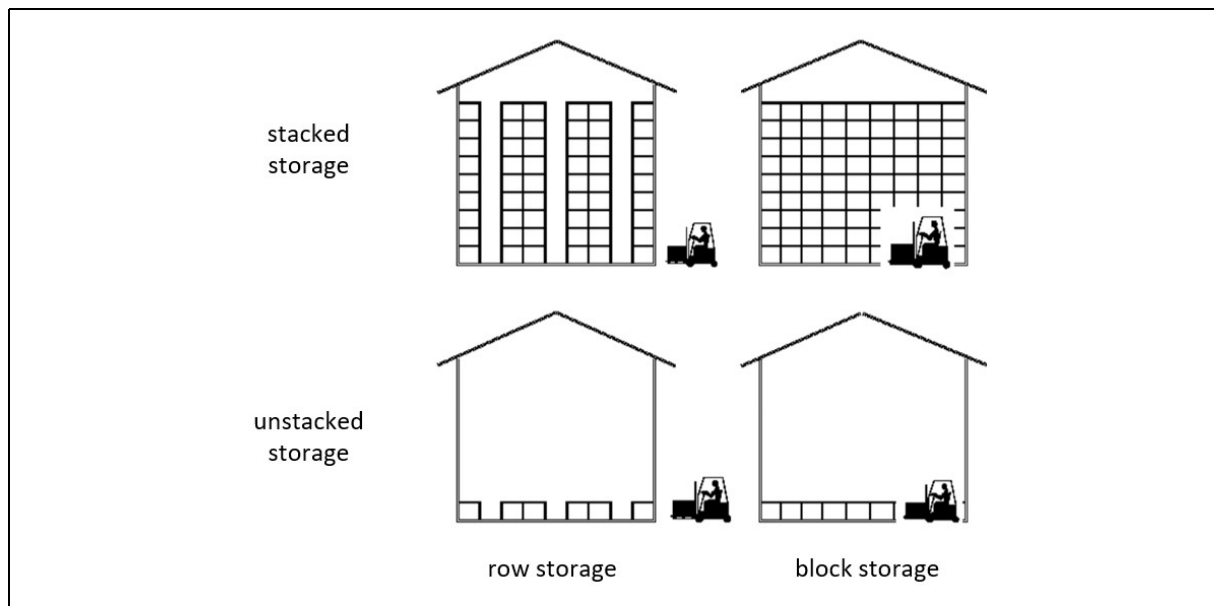 stacked
storage
unstacked
storage
row storage
block storage